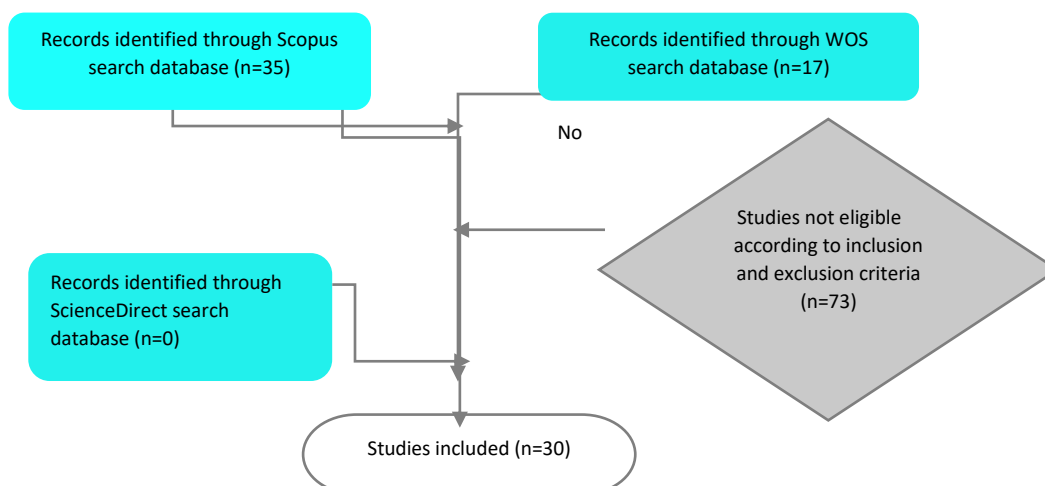 Records identified through Scopus
search database (n=35)
Records identified through WOS
search database (n=17)
No
Studies not eligible
according to inclusion
and exclusion criteria
(n=73)
Records identified through
ScienceDirect search
database (n=0)
Studies included (n=30)